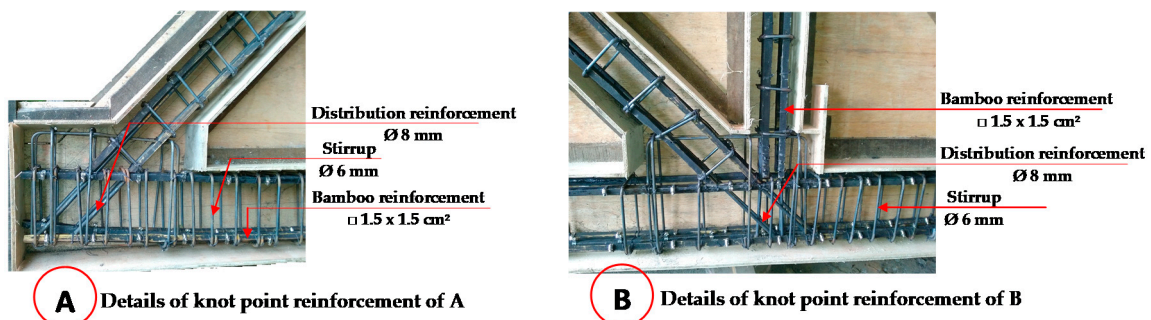 Distribution reinforcement
Ø 8 mm
Stirrup
Ø 6 mm
Bamboo reinforcement
□ 1.5 x 1.5 cm²
A Details of knot point reinforcement of A
Bamboo reinforcement
□ 1.5 x 1.5 cm²
Distribution reinforcement
Ø 8 mm
Stirrup
Ø 6 mm
B Details of knot point reinforcement of B